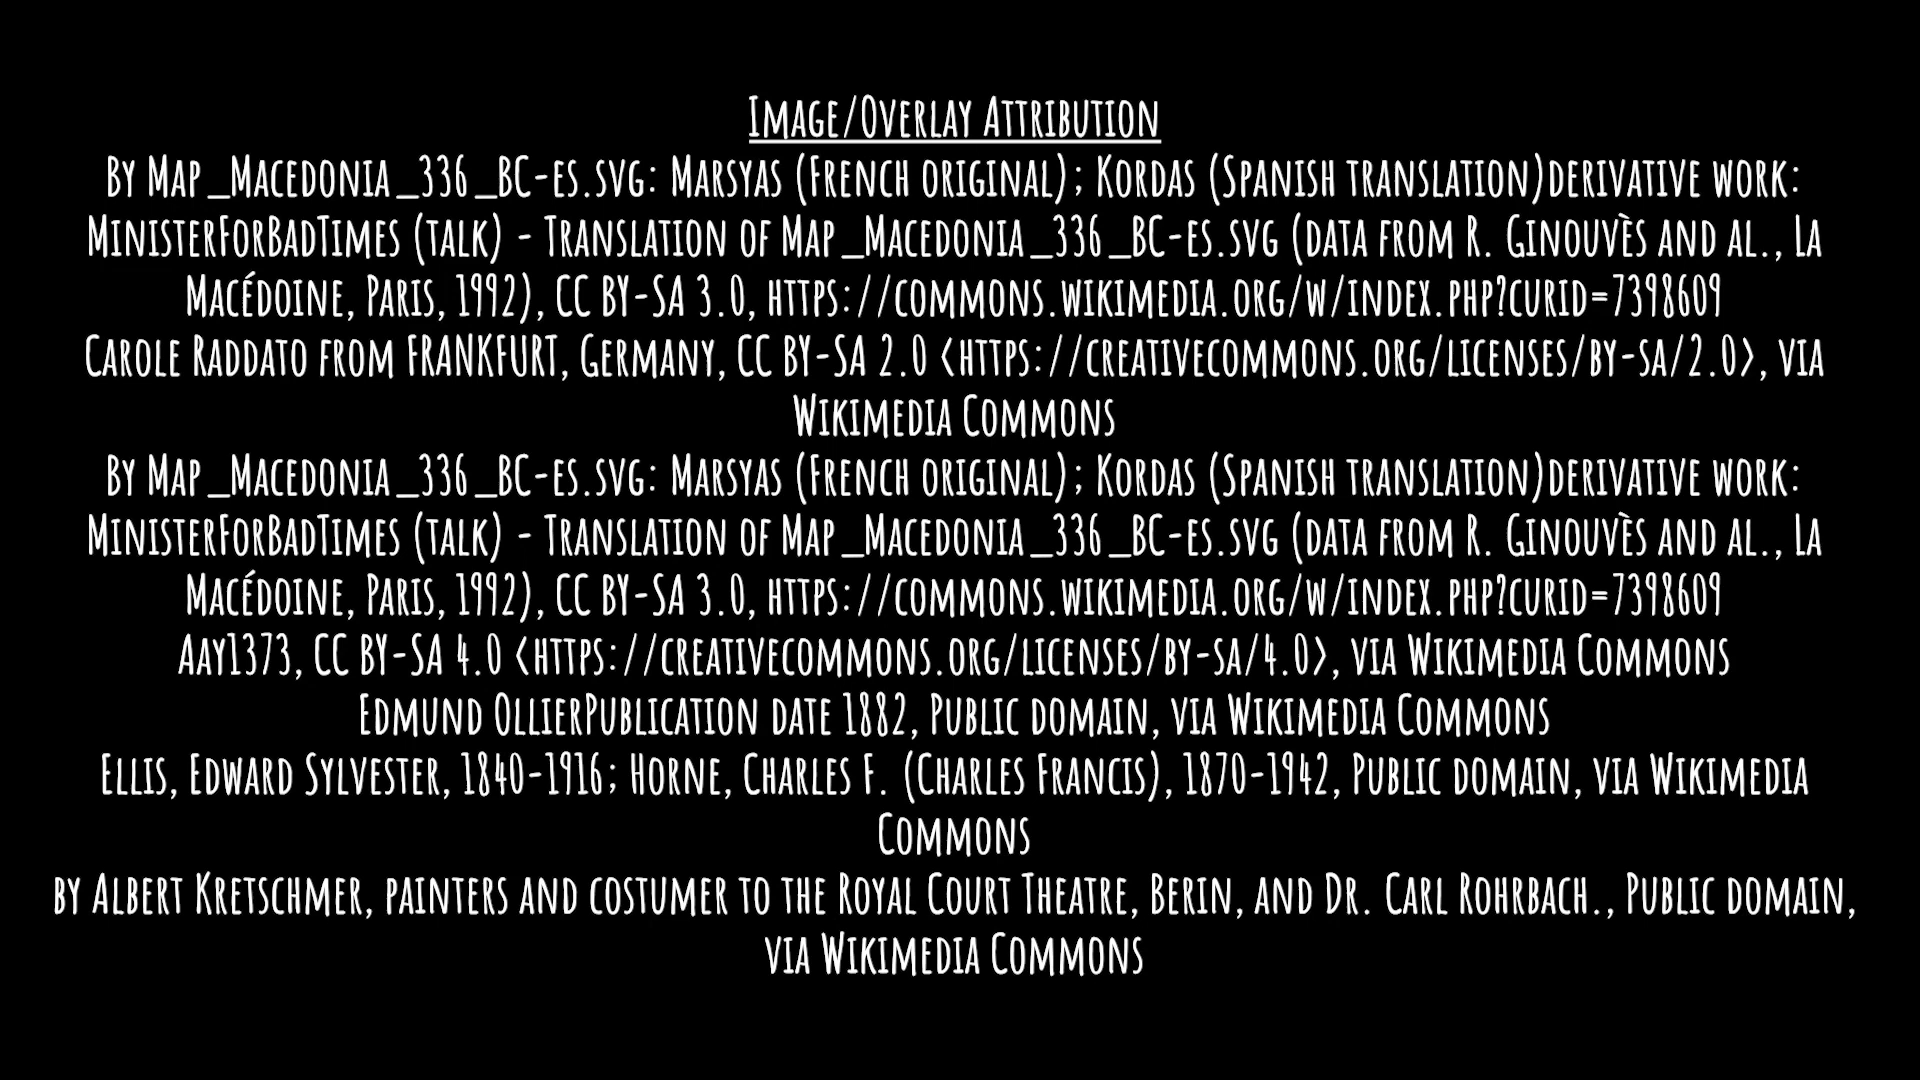 Image/Overlay Attribution
By Map_Macedonia_336_BC-es.svg: Marsyas (French original); Kordas (Spanish translation)derivative work:
MinisterForBadTimes (talk) - Translation of Map_Macedonia_336_BC-es.svg (data from R. Ginouvès and al., La
Macédoine, Paris, 1992), CC BY-SA 3.0, https://commons.wikimedia.org/w/index.php?curid=7398609
Carole Raddato from FRANKFURT, Germany, CC BY-SA 2.0 <https://creativecommons.org/licenses/by-sa/2.0>, via
Wikimedia Commons
By Map_Macedonia_336_BC-es.svg: Marsyas (French original); Kordas (Spanish translation)derivative work:
MinisterForBadTimes (talk) - Translation of Map_Macedonia_336_BC-es.svg (data from R. Ginouvès and al., La
Macédoine, Paris, 1992), CC BY-SA 3.0, https://commons.wikimedia.org/w/index.php?curid=7398609
Aay1373, CC BY-SA 4.0 <https://creativecommons.org/licenses/by-sa/4.0>, via Wikimedia Commons
Edmund OllierPublication date 1882, Public domain, via Wikimedia Commons
Ellis, Edward Sylvester, 1840-1916; Horne, Charles F. (Charles Francis), 1870-1942, Public domain, via Wikimedia
Commons
by Albert Kretschmer, painters and costumer to the Royal Court Theatre, Berin, and Dr. Carl Rohrbach., Public domain,
via Wikimedia Commons